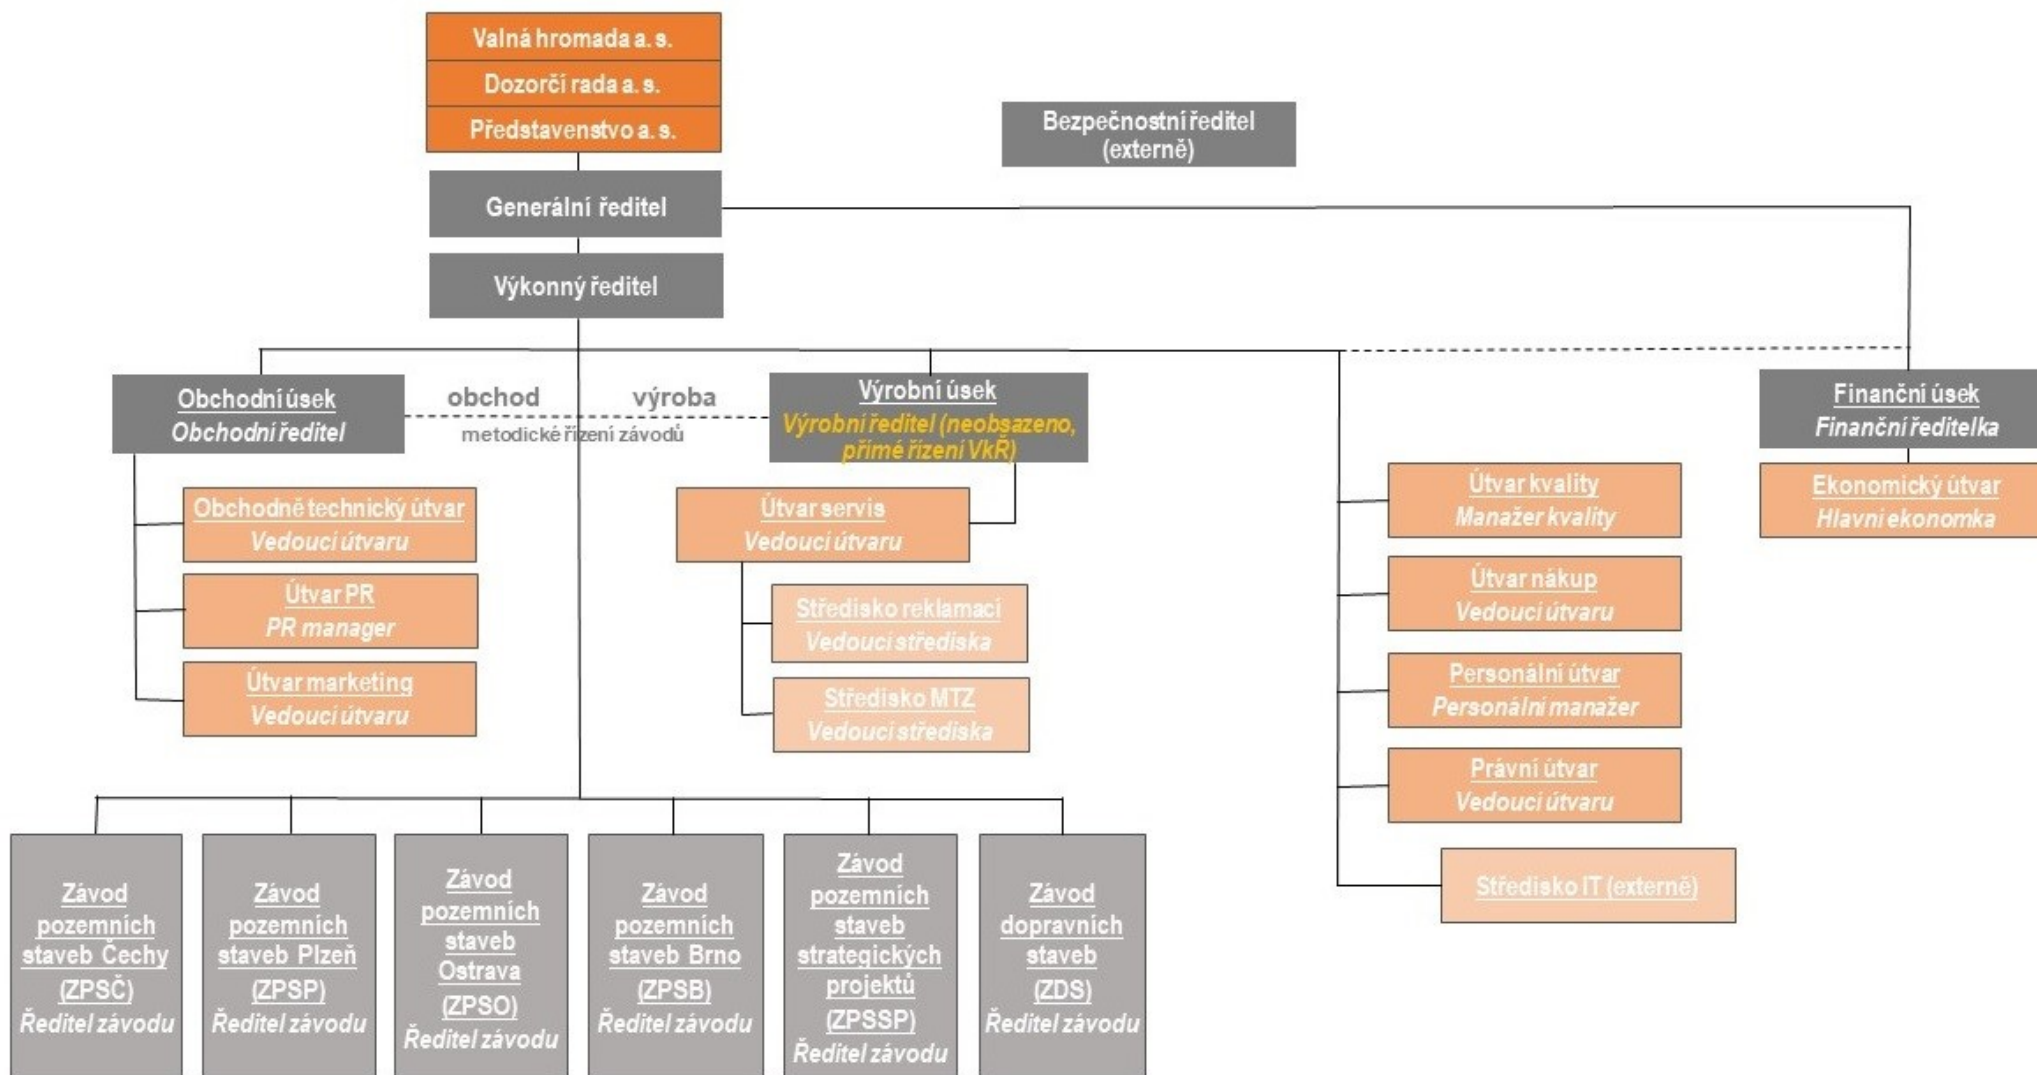 Valná hromada a. s.
Dozorčí rada a. s.
Představenstvo a. s.
Bezpečnostní ředitel
(externě)
Generální ředitel
Výkonný ředitel
Obchodní úsek
Obchodní ředitel
obchod
výroba
metodické řízení závodů
Výrobní úsek
Výrobní ředitel (neobsazeno,
přímé řízení VkŘ)
Finanční úsek
Finanční ředitelka
Obchodně technický útvar
Vedoucí útvaru
Útvar PR
PR manager
Útvar marketing
Vedoucí útvaru
Útvar servis
Vedoucí útvaru
Středisko reklamací
Vedoucí střediska
Středisko MTZ
Vedoucí střediska
Útvar kvality
Manažer kvality
Útvar nákup
Vedoucí útvaru
Personální útvar
Personální manažer
Právní útvar
Vedoucí útvaru
Středisko IT (externě)
Ekonomický útvar
Hlavní ekonomka
Závod
pozemních
staveb Čechy
(ZPSČ)
Ředitel závodu
Závod
pozemních
staveb Plzeň
(ZPSP)
Ředitel závodu
Závod
pozemních
staveb
Ostrava
(ZPSO)
Ředitel závodu
Závod
pozemních
staveb Brno
(ZPSB)
Ředitel závodu
Závod
pozemních
staveb
strategických
projektů
(ZPSSP)
Ředitel závodu
Závod
dopravních
staveb
(ZDS)
Ředitel závodu